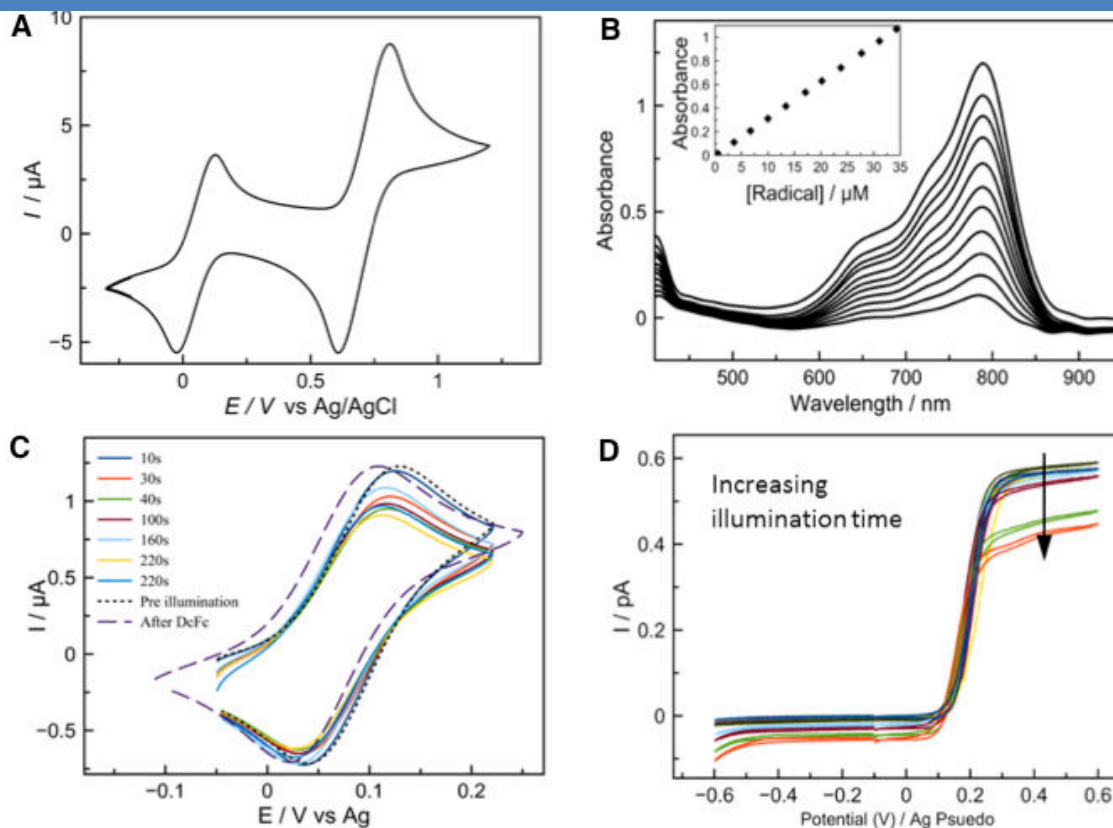 A
10
5
0
−5
I / µA
0
0.5
1
E / V vs Ag/AgCl
B
1
0.5
0
Absorbance
1
0.8
0.6
0.4
0.2
0
Absorbance
0 5 10 15 20 25 30 35
[Radical] / µM
500 600 700 800 900
Wavelength / nm
C
10s
30s
40s
100s
160s
220s
220s
Pre illumination
After DcFc
1
0.5
0
−0.5
I / µA
−0.1 0 0.1 0.2
E / V vs Ag
D
Increasing
illumination time
0.6
0.4
0.2
0
I / pA
−0.6 −0.4 −0.2 0 0.2 0.4 0.6
Potential (V) / Ag Psuedo